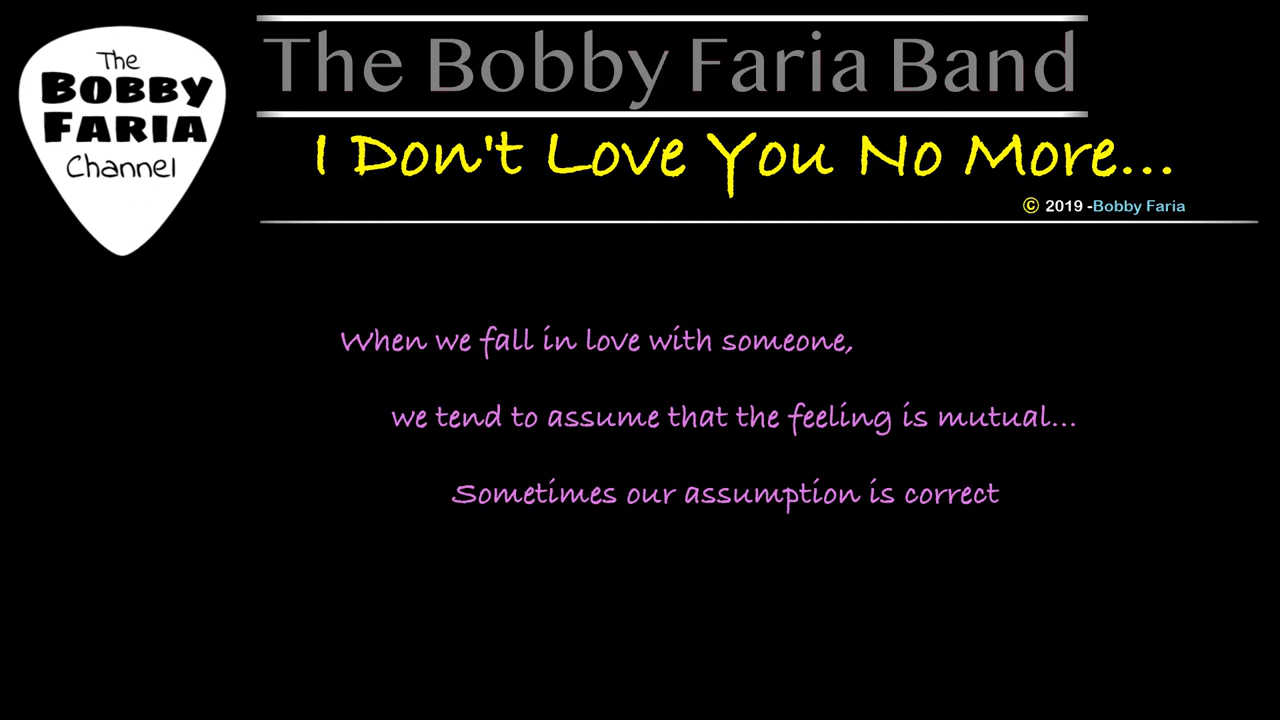 The
BOBBY
FARIA
Channel
The Bobby Faria Band
I Don't Love You No More...
© 2019 -Bobby Faria
When we fall in love with someone,
we tend to assume that the feeling is mutual...
Sometimes our assumption is correct